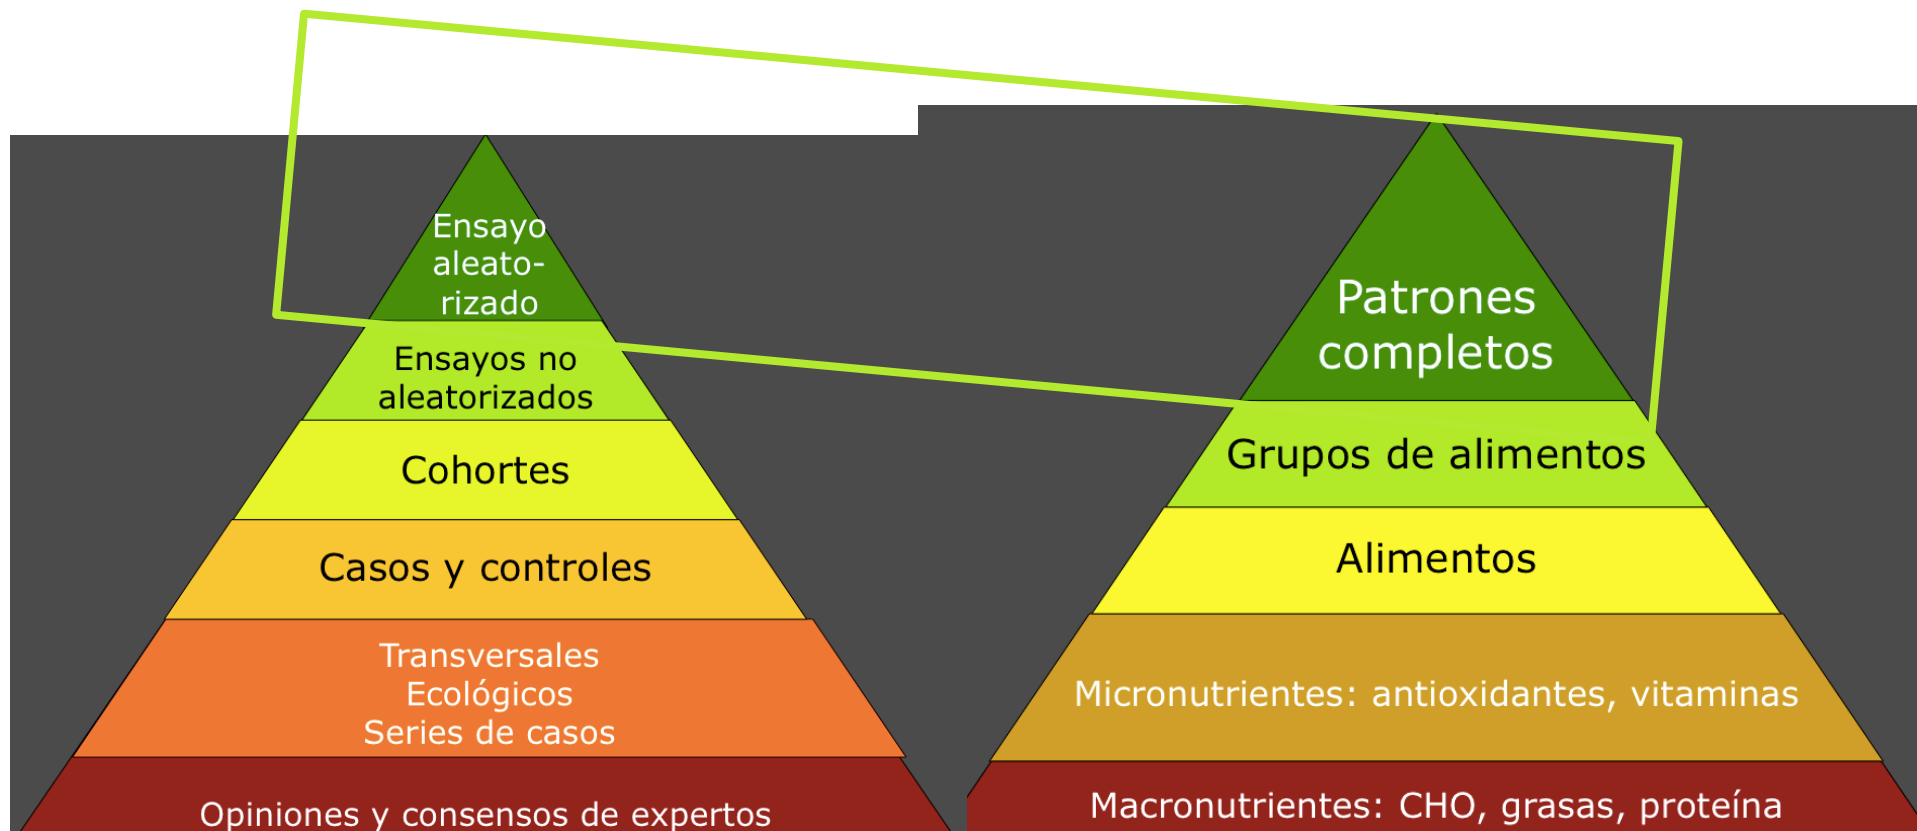 Ensayo
aleato-
rizado
Ensayos no
aleatorizados
Cohortes
Casos y controles
Transversales
Ecológicos
Series de casos
Opiniones y consensos de expertos
Patrones
completos
Grupos de alimentos
Alimentos
Micronutrientes: antioxidantes, vitaminas
Macronutrientes: CHO, grasas, proteína